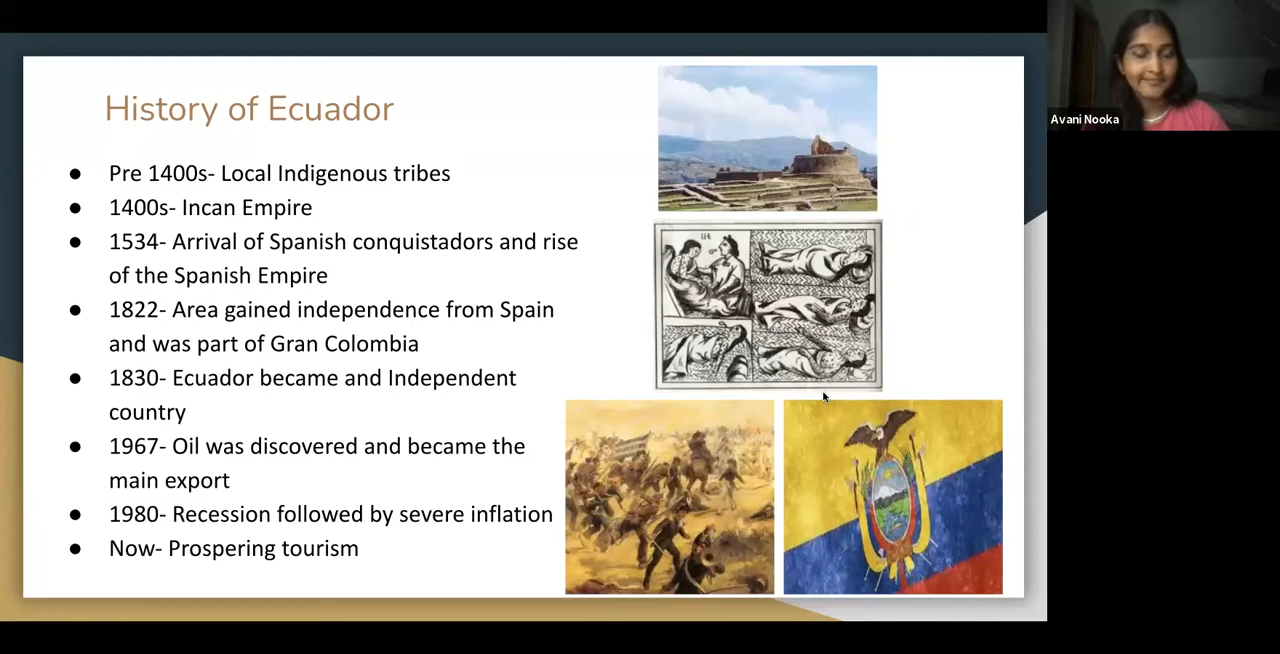 History of Ecuador
● Pre 1400s- Local Indigenous tribes
● 1400s- Incan Empire
● 1534- Arrival of Spanish conquistadors and rise
of the Spanish Empire
● 1822- Area gained independence from Spain
and was part of Gran Colombia
● 1830- Ecuador became and Independent
country
● 1967- Oil was discovered and became the
main export
● 1980- Recession followed by severe inflation
● Now- Prospering tourism
114.
Avani Nooka